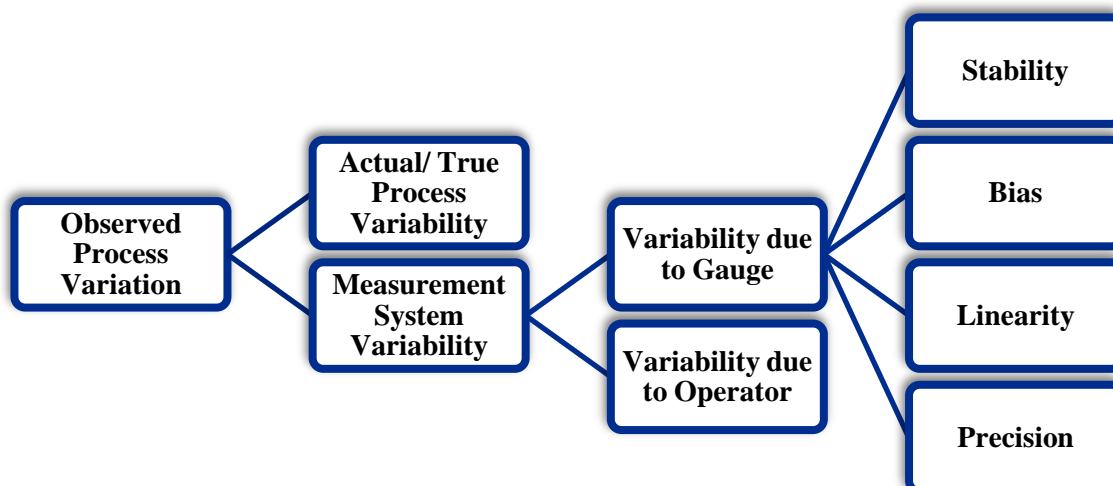 Observed
Process
Variation
Actual/ True
Process
Variability
Measurement
System
Variability
Variability due
to Gauge
Variability due
to Operator
Stability
Bias
Linearity
Precision